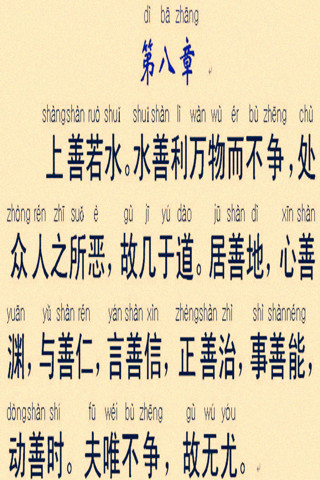 dì bā zhāng
第八章
shàngshàn ruò shuǐ shuǐ shàn lì wàn wù ér bù zhēng chù
上善若水。水善利万物而不争，处
zhòng rén zhī suǒ è gù jī yú dào jū shàn dì xīn shàn
众人之所恶，故几于道。居善地，心善
yuān yǔ shàn rén yán shàn xìn zhèngshàn zhì shì shànnéng
渊，与善仁，言善信，正善治，事善能，
dòngshàn shí fū wéi bù zhēng gù wú yóu
动善时。夫唯不争，故无尤。